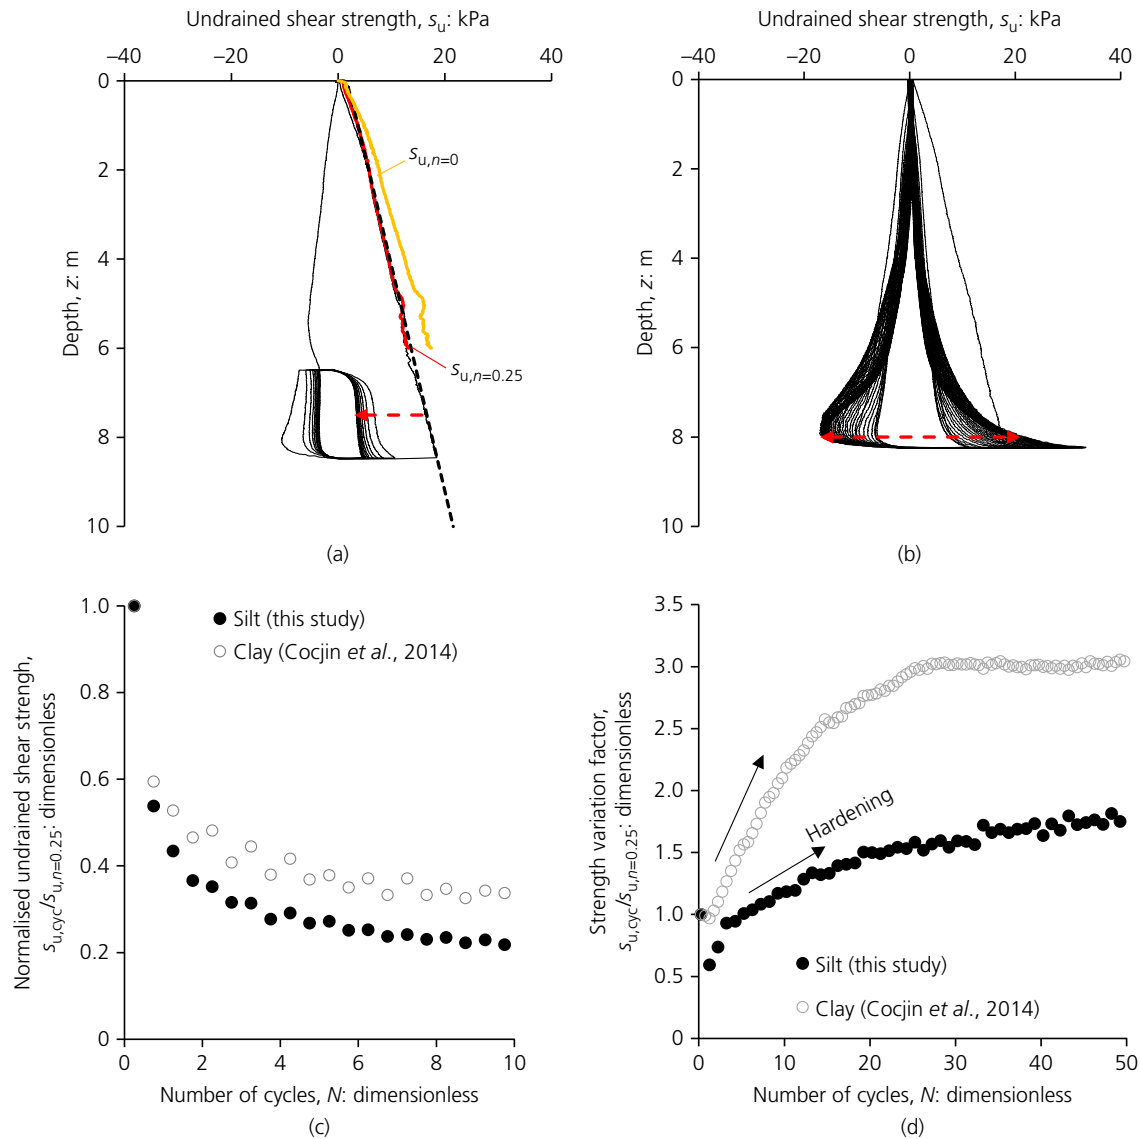 Undrained shear strength, su: kPa
–40 –20 0 20 40
0
2
4
6
8
10
Depth, z: m
su,n=0
su,n=0.25
(a)
Undrained shear strength, su: kPa
–40 –20 0 20 40
0
2
4
6
8
10
Depth, z: m
(b)
1.0
0.8
0.6
0.4
0.2
0
Normalised undrained shear strengh,
su,cyc/su,n=0.25: dimensionless
Silt (this study)
Clay (Cocjin et al., 2014)
0 2 4 6 8 10
Number of cycles, N: dimensionless
(c)
3.5
3.0
2.5
2.0
1.5
1.0
0.5
0
Strength variation factor,
su,cyc/su,n=0.25: dimensionless
Hardening
Silt (this study)
Clay (Cocjin et al., 2014)
0 10 20 30 40 50
Number of cycles, N: dimensionless
(d)